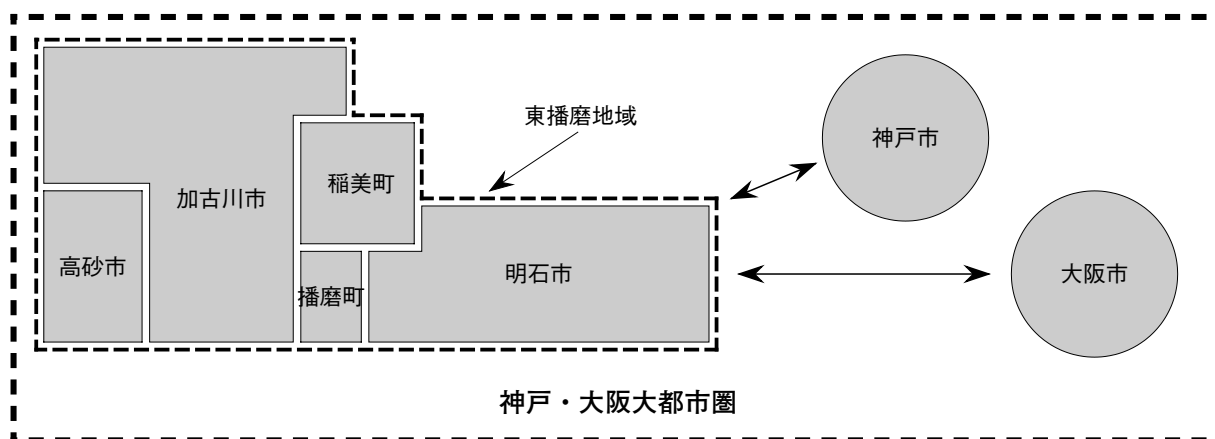 東播磨地域
神戸市
稲美町
加古川市
高砂市
播磨町
明石市
大阪市
神戸・大阪大都市圏